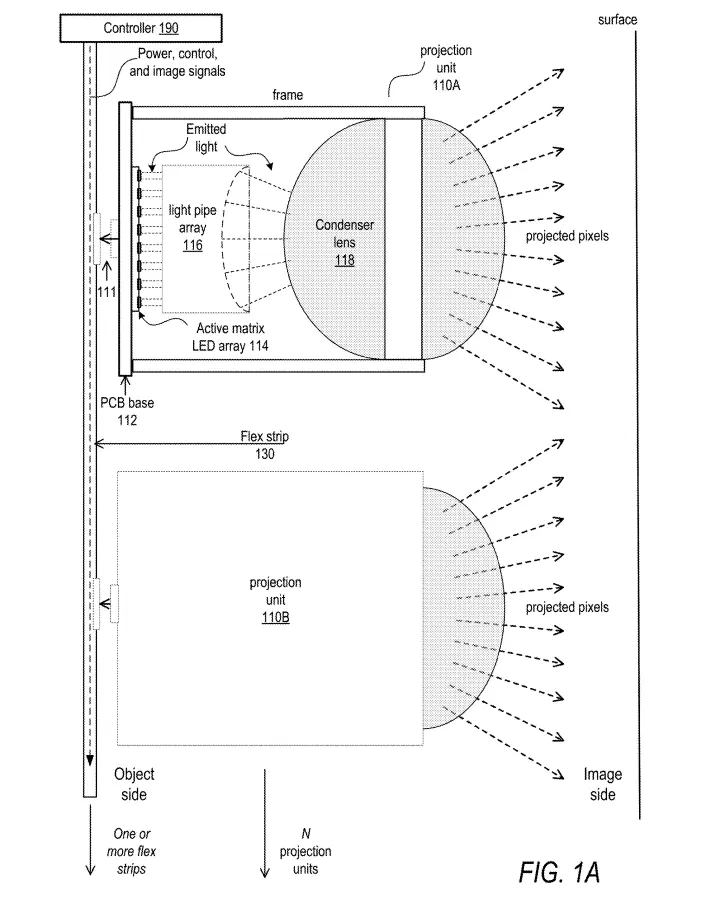 surface
Controller 190
Power, control,
and image signals
projection
unit
110A
frame
Emitted
light
light pipe
array
116
Condenser
lens
118
projected pixels
111
Active matrix
LED array 114
PCB base
112
Flex strip
130
projection
unit
110B
projected pixels
Object
side
Image
side
One or
more flex
strips
N
projection
units
FIG. 1A